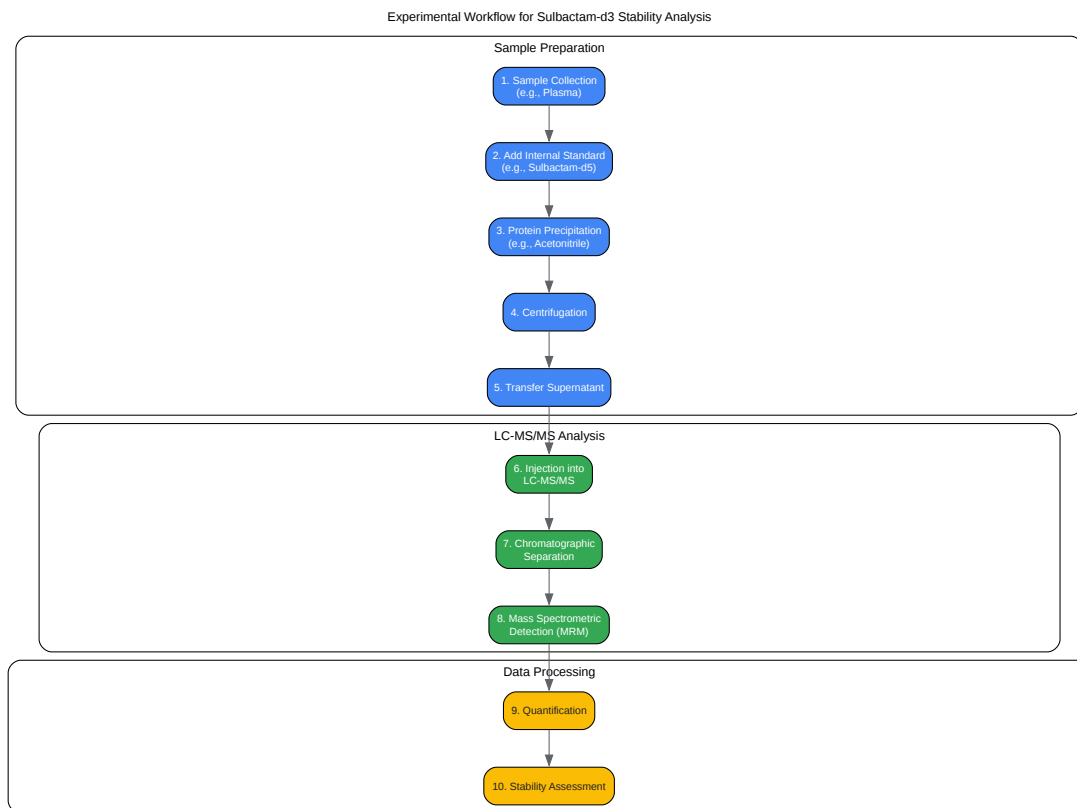 Experimental Workflow for Sulbactam-d3 Stability Analysis
Sample Preparation
1. Sample Collection
(e.g., Plasma)
2. Add Internal Standard
(e.g., Sulbactam-d5)
3. Protein Precipitation
(e.g., Acetonitrile)
4. Centrifugation
5. Transfer Supernatant
LC-MS/MS Analysis
6. Injection into
LC-MS/MS
7. Chromatographic
Separation
8. Mass Spectrometric
Detection (MRM)
Data Processing
9. Quantification
10. Stability Assessment